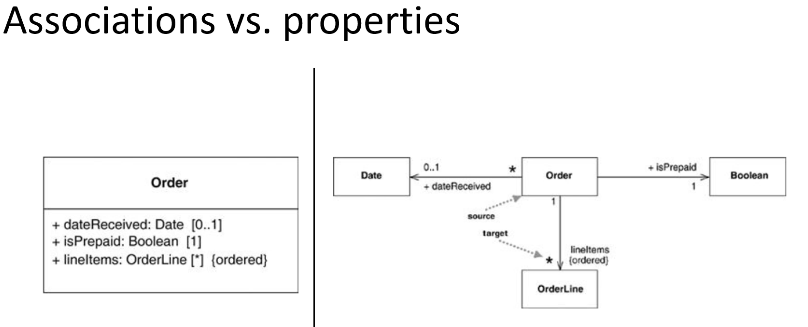 Associations vs. properties
Order
+ dateReceived: Date [0..1]
+ isPrepaid: Boolean [1]
+ lineItems: OrderLine [*] {ordered}
Date
0..1
+ dateReceived
*
Order
+ isPrepaid
1
Boolean
1
source
target
*
lineItems
{ordered}
OrderLine